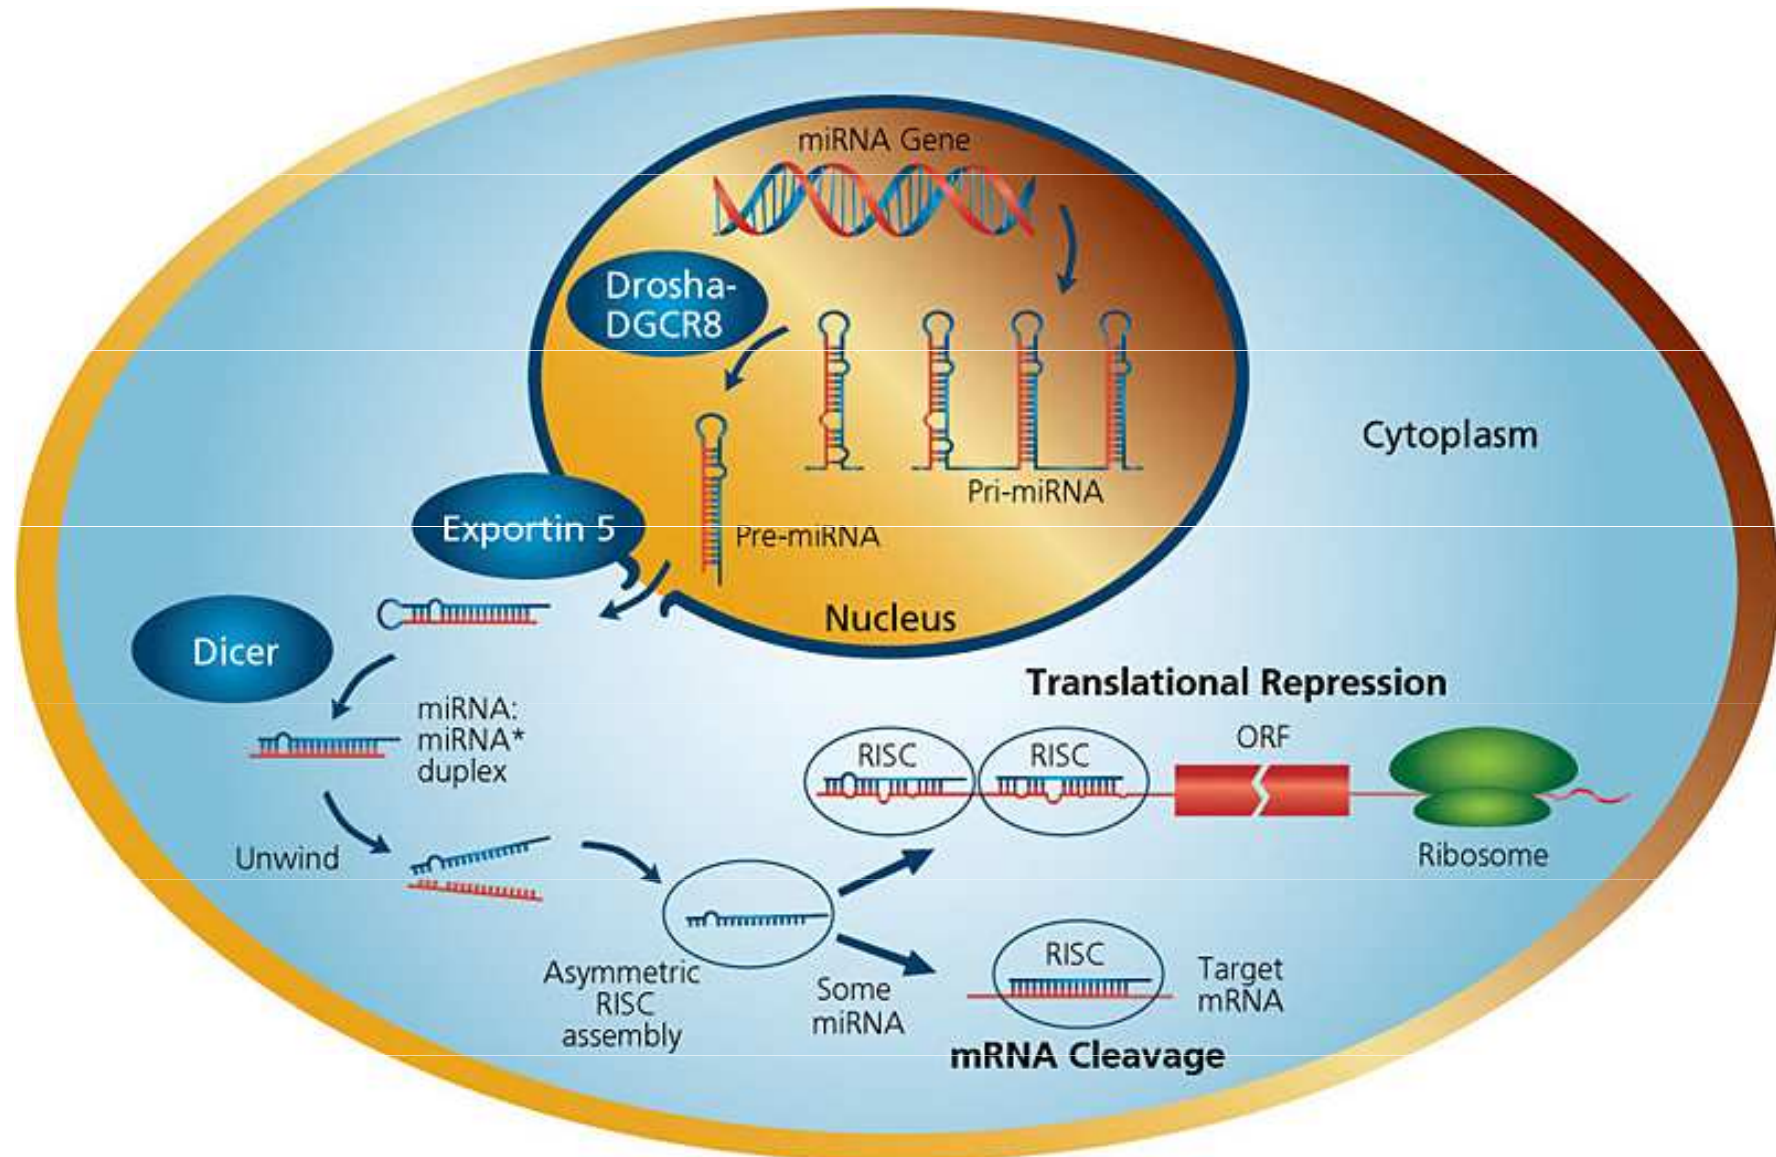 miRNA Gene
Drosha-
DGCR8
Pri-miRNA
Cytoplasm
Exportin 5
Pre-miRNA
Nucleus
Dicer
miRNA:
miRNA*
duplex
Unwind
Asymmetric
RISC
assembly
Translational Repression
RISC
RISC
ORF
Ribosome
Some
miRNA
RISC
Target
mRNA
mRNA Cleavage